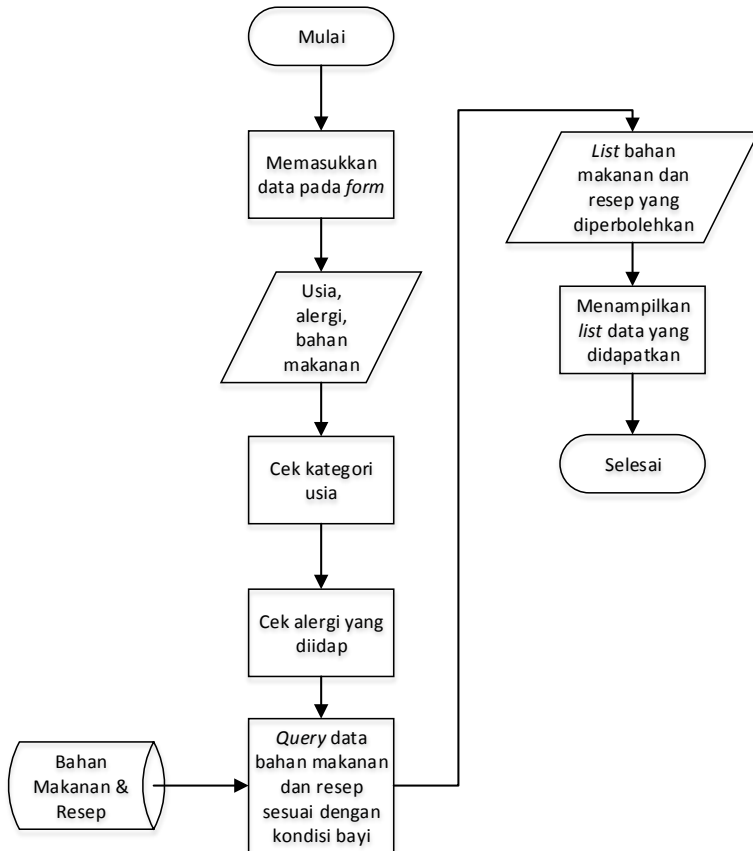 Mulai
Memasukkan
data pada form
Usia,
alergi,
bahan
makanan
Cek kategori
usia
Cek alergi yang
diidap
Bahan
Makanan &
Resep
Query data
bahan makanan
dan resep
sesuai dengan
kondisi bayi
List bahan
makanan dan
resep yang
diperbolehkan
Menampilkan
list data yang
didapatkan
Selesai